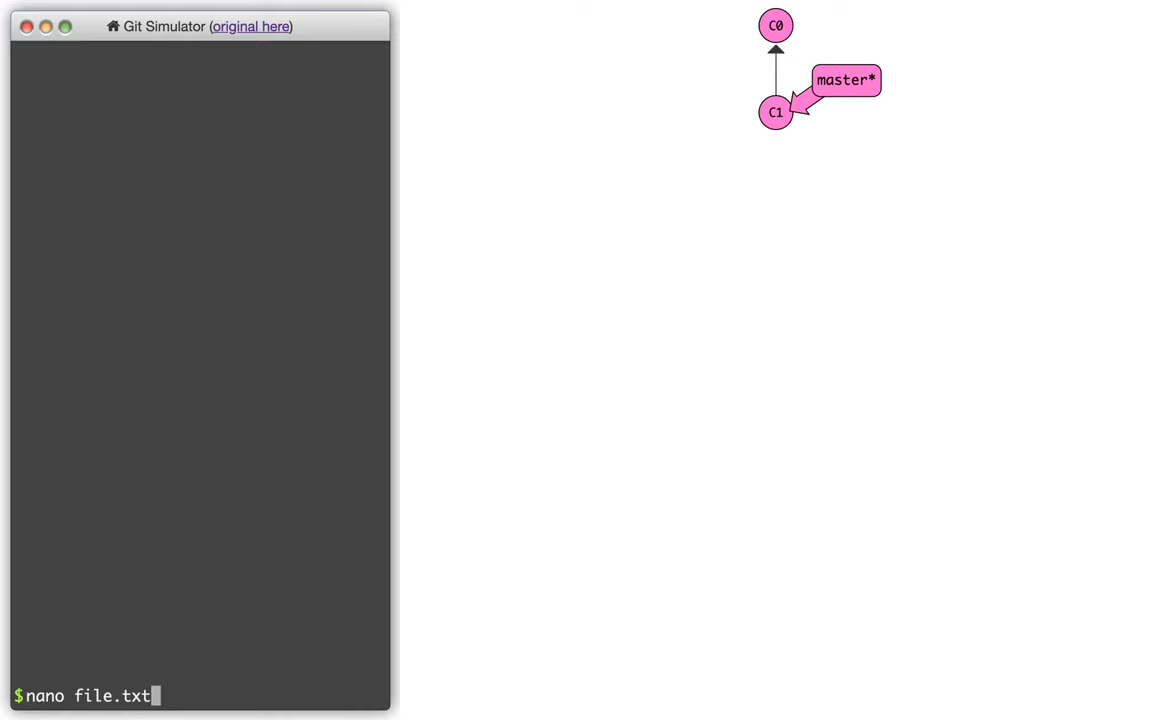 Git Simulator (original here)
C0
master*
C1
$nano file.txt